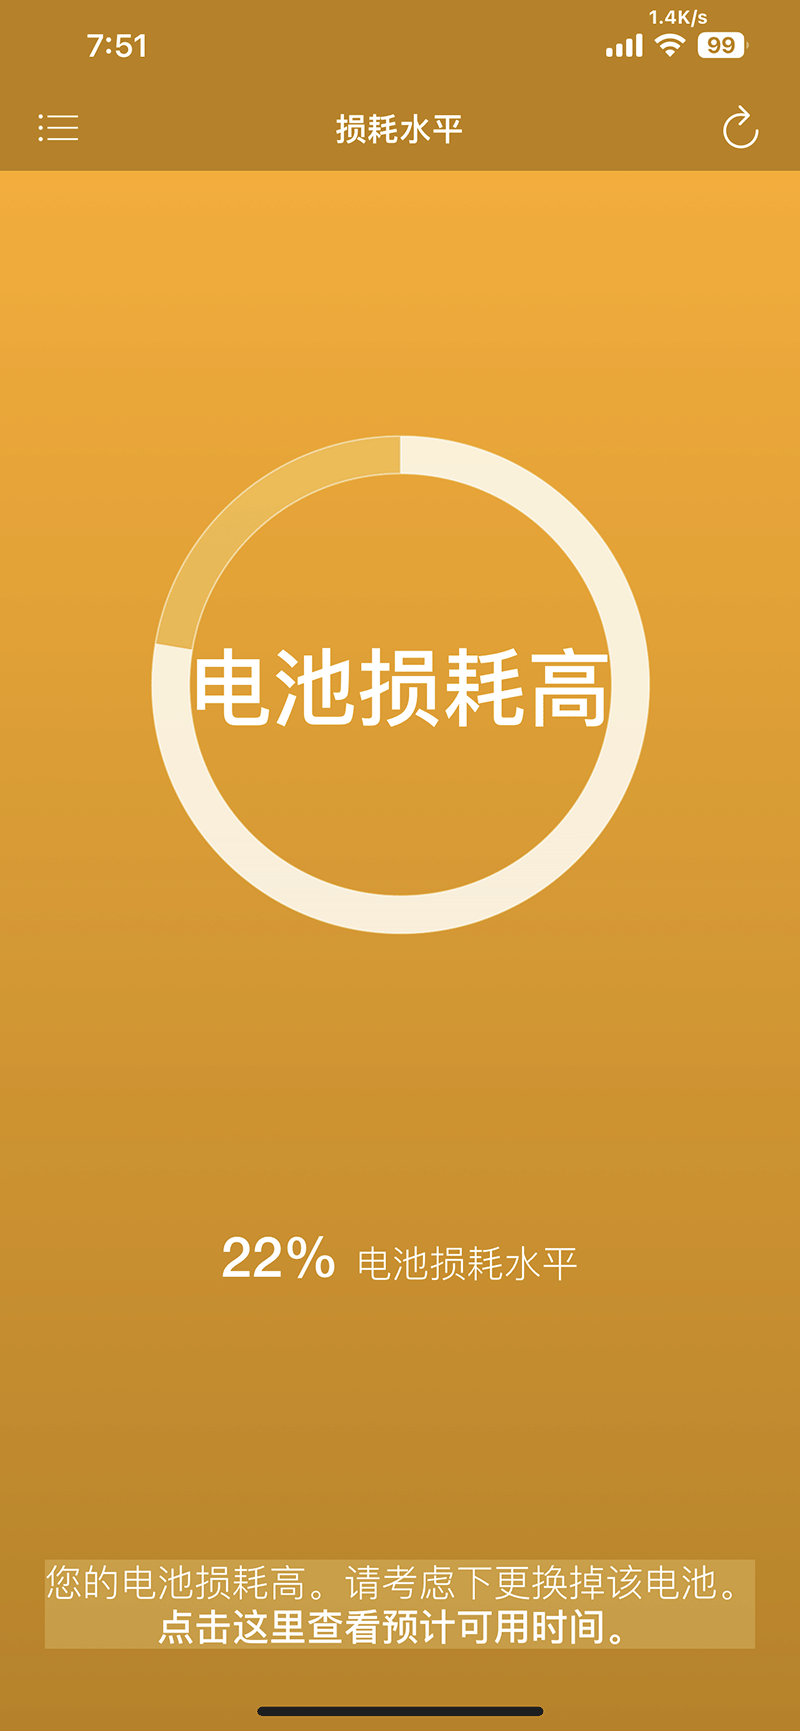 1.4K/s
7:51
99
损耗水平
电池损耗高
22% 电池损耗水平
您的电池损耗高。请考虑下更换掉该电池。
点击这里查看预计可用时间。